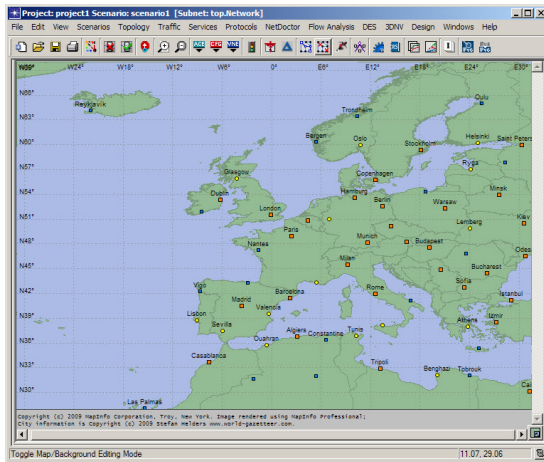 Project: project1 Scenario: scenario1 [Subnet: top.Network]
File Edit View Scenarios Topology Traffic Services Protocols NetDoctor Flow Analysis DES 3DNV Design Windows Help
ACE CFG VNE
W24° W18° W12° W6° 0° E6° E12° E18° E24° E30°
N66°
Reykjavik
Oulu
N63°
Trondheim
Bergen Oslo Helsinki Saint Peters
N60°
Stockholm
N57°
Glasgow Ryga
Copenhagen
N54°
Dublin Hamburg Minsk
Berlin Warsaw
London
N51°
Lemberg Kiev
Paris
N48°
Nantes Munich Budapest
Odes
N45°
Milan
Bucharest
Vigo Sofia
N42°
Barcelona Rome Istanbul
Madrid
Valencia
N39°
Lisbon Izmir
Sevilla Athens
N36°
Algiers Constantine Tunis
Ouahran
Casablanca
N33°
Tripoli
Benghazi Tobrouk
N30°
Cai
Las Palmas
Copyright (c) 2009 MapInfo Corporation, Troy, New York. Image rendered using MapInfo Professional;
City information is Copyright (c) 2009 Stefan Helders www.world-gazetteer.com.
Toggle Map/Background Editing Mode 11.07, 29.06